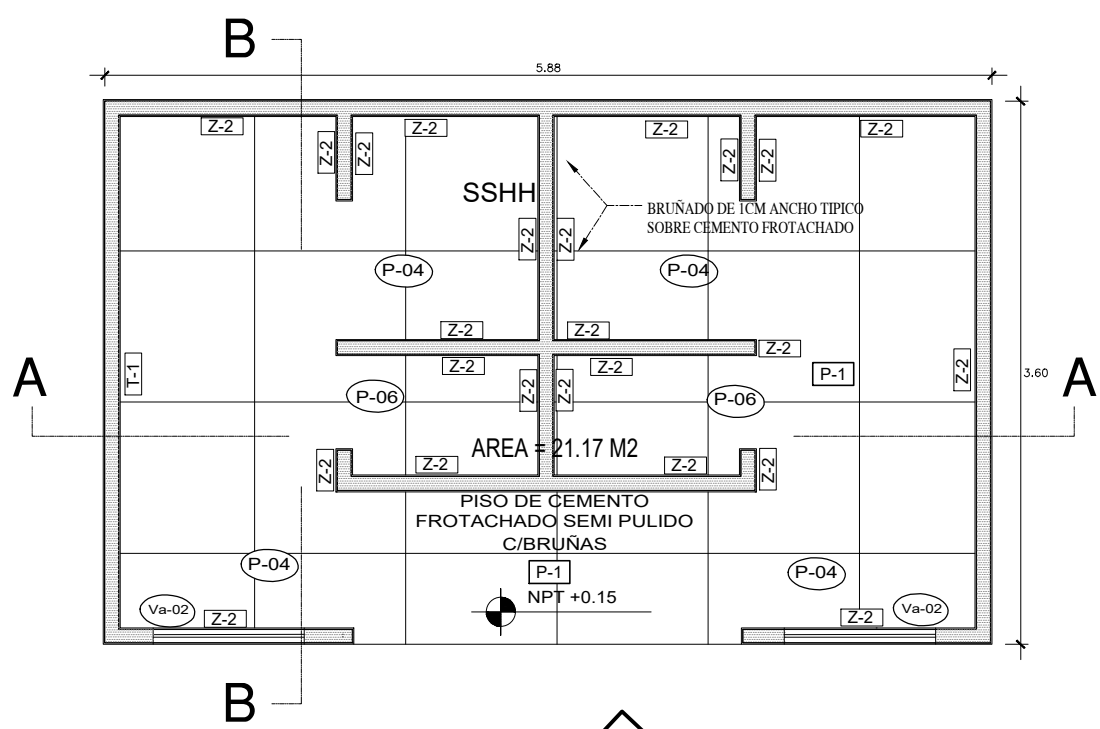 B
5.88
Z-2
Z-2
Z-2
Z-2
Z-2
Z-2
Z-2
Z-2
SSHH
BRUÑADO DE 1CM ANCHO TIPICO
SOBRE CEMENTO FROTACHADO
Z-2
Z-2
P-04
P-04
Z-2
Z-2
Z-2
A
T-1
Z-2
Z-2
P-1
Z-2
3.60
A
P-06
Z-2
Z-2
P-06
AREA = 21.17 M2
Z-2
Z-2
Z-2
Z-2
PISO DE CEMENTO
FROTACHADO SEMI PULIDO
C/BRUÑAS
P-04
P-1
P-04
NPT +0.15
Va-02
Z-2
Z-2
Va-02
B